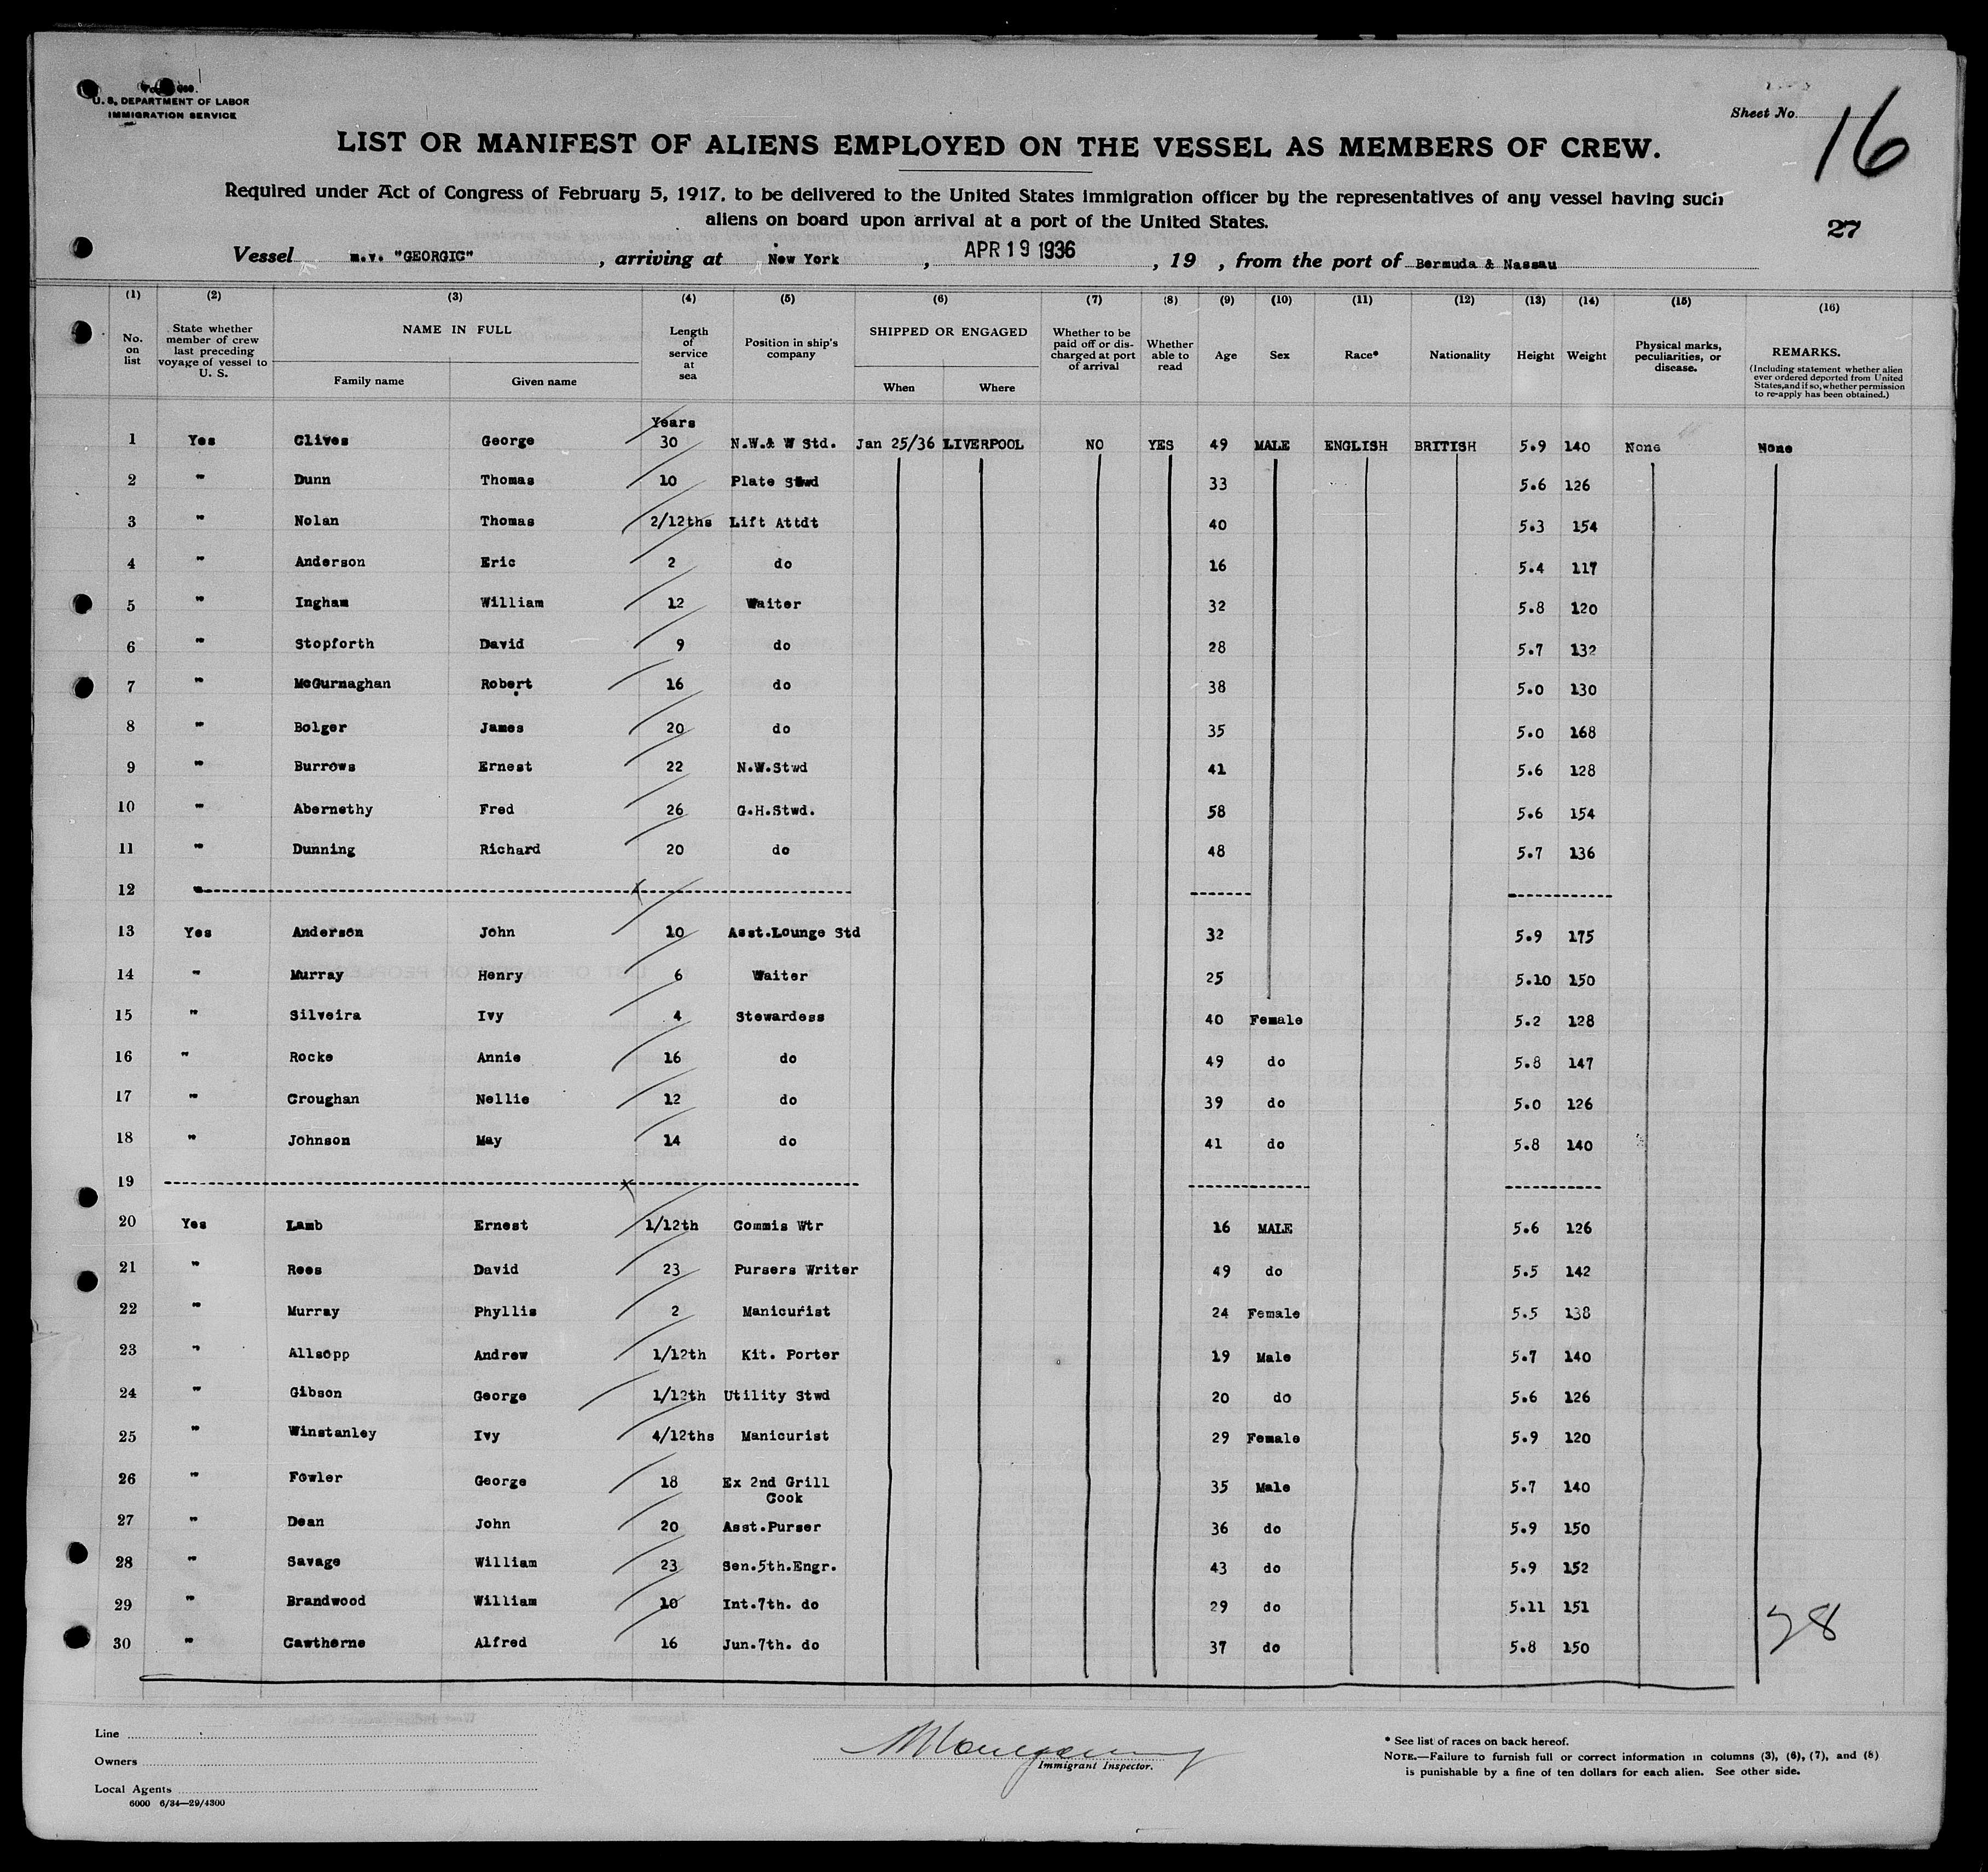 U. S. DEPARTMENT OF LABOR
IMMIGRATION SERVICE
Sheet No. 16
LIST OR MANIFEST OF ALIENS EMPLOYED ON THE VESSEL AS MEMBERS OF CREW.
Required under Act of Congress of February 5, 1917, to be delivered to the United States immigration officer by the representatives of any vessel having such
aliens on board upon arrival at a port of the United States.
27
Vessel m.v. "GEORGIC", arriving at New York, APR 19 1936, 19 , from the port of Bermuda & Nassau
(1) (2) (3) (4) (5) (6) (7) (8) (9) (10) (11) (12) (13) (14) (15) (16)
No. on list | State whether member of crew last preceding voyage of vessel to U. S. | NAME IN FULL Family name Given name | Length of service at sea | Position in ship's company | SHIPPED OR ENGAGED When Where | Whether to be paid off or discharged at port of arrival | Whether able to read | Age | Sex | Race* | Nationality | Height | Weight | Physical marks, peculiarities, or disease. | REMARKS. (Including statement whether alien ever ordered deported from United States, and if so, whether permission to re-apply has been obtained.)
Years
1 Yes Clives George 30 N.W.& W Std. Jan 25/36 LIVERPOOL NO YES 49 MALE ENGLISH BRITISH 5.9 140 None None
2 " Dunn Thomas 10 Plate Stwd 33 5.6 126
3 " Nolan Thomas 2/12ths Lift Attdt 40 5.3 154
4 " Anderson Eric 2 do 16 5.4 117
5 " Ingham William 12 Waiter 32 5.8 120
6 " Stopforth David 9 do 28 5.7 132
7 " McGurnaghan Robert 16 do 38 5.0 130
8 " Bolger James 20 do 35 5.0 168
9 " Burrows Ernest 22 N.W.Stwd 41 5.6 128
10 " Abernethy Fred 26 G.H.Stwd. 58 5.6 154
11 " Dunning Richard 20 do 48 5.7 136
12
13 Yes Anderson John 10 Asst.Lounge Std 32 5.9 175
14 " Murray Henry 6 Waiter 25 5.10 150
15 " Silveira Ivy 4 Stewardess 40 Female 5.2 128
16 " Rocke Annie 16 do 49 do 5.8 147
17 " Croughan Nellie 12 do 39 do 5.0 126
18 " Johnson May 14 do 41 do 5.8 140
19
20 Yes Lamb Ernest 1/12th Commis Wtr 16 MALE 5.6 126
21 " Rees David 23 Pursers Writer 49 do 5.5 142
22 " Murray Phyllis 2 Manicurist 24 Female 5.5 138
23 " Allsopp Andrew 1/12th Kit. Porter 19 Male 5.7 140
24 " Gibson George 1/12th Utility Stwd 20 do 5.6 126
25 " Winstanley Ivy 4/12ths Manicurist 29 Female 5.9 120
26 " Fowler George 18 Ex 2nd Grill Cook 35 Male 5.7 140
27 " Dean John 20 Asst.Purser 36 do 5.9 150
28 " Savage William 23 Sen.5th.Engr. 43 do 5.9 152
29 " Brandwood William 10 Int.7th. do 29 do 5.11 151
30 " Cawtherne Alfred 16 Jun.7th. do 37 do 5.8 150
28
Line
Owners
Local Agents
6000 6/34—29/4300
Immigrant Inspector.
* See list of races on back hereof.
NOTE.—Failure to furnish full or correct information in columns (3), (6), (7), and (8)
is punishable by a fine of ten dollars for each alien. See other side.